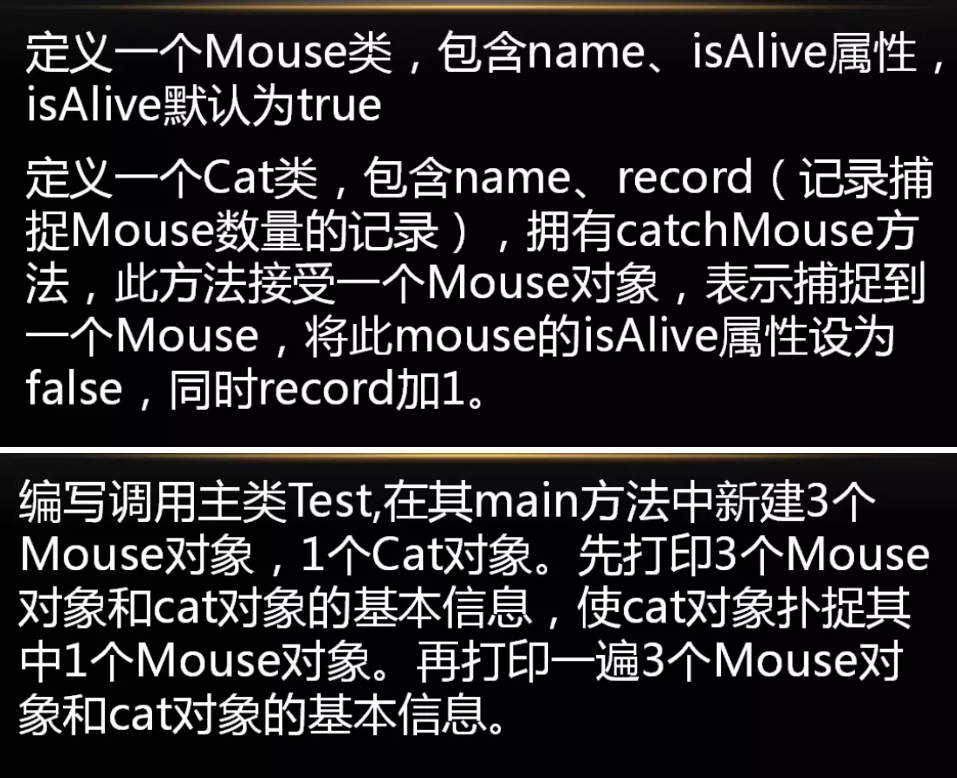 定义一个Mouse类，包含name、isAlive属性，
isAlive默认为true
定义一个Cat类，包含name、record（记录捕
捉Mouse数量的记录），拥有catchMouse方
法，此方法接受一个Mouse对象，表示捕捉到
一个Mouse，将此mouse的isAlive属性设为
false，同时record加1。
编写调用主类Test,在其main方法中新建3个
Mouse对象，1个Cat对象。先打印3个Mouse
对象和cat对象的基本信息，使cat对象扑捉其
中1个Mouse对象。再打印一遍3个Mouse对
象和cat对象的基本信息。